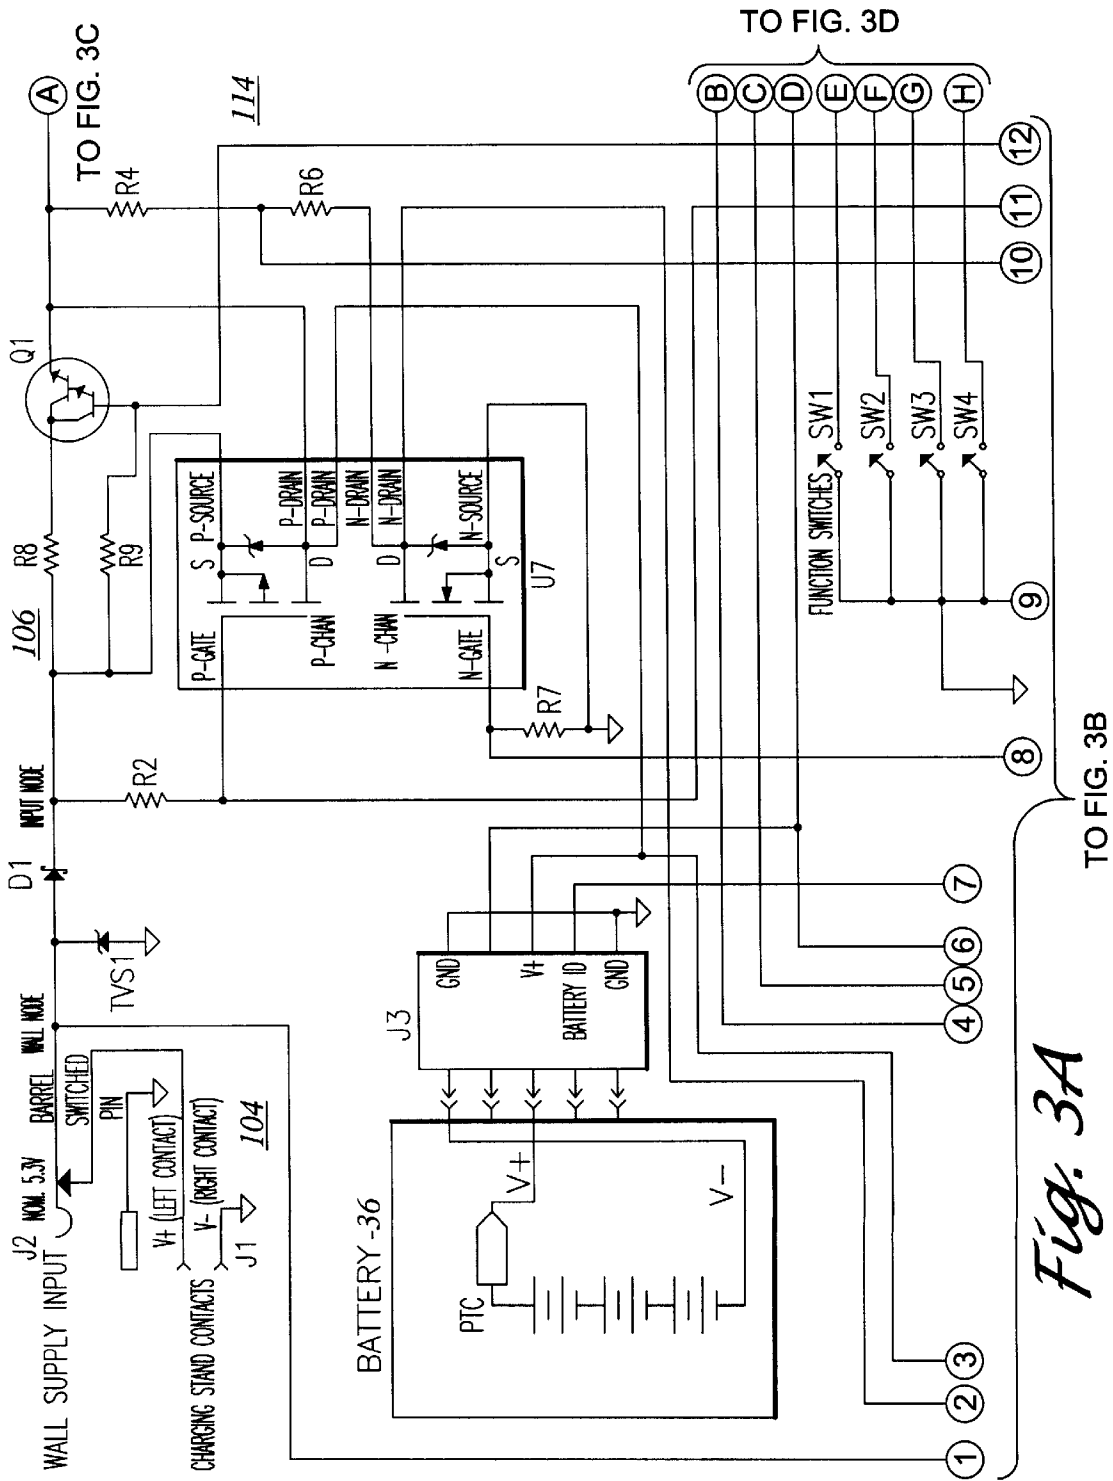 WALL SUPPLY INPUT
J2
NOM. 5.3V
BARREL
SWITCHED
PIN
WALL NODE
TVS1
D1
INPUT NODE
106
R8
R9
Q1
A
TO FIG. 3C
114
CHARGING STAND CONTACTS
V+ (LEFT CONTACT)
V- (RIGHT CONTACT)
J1
104
R2
P-GATE
P-CHAN
N-CHAN
N-GATE
S
D
D
S
P-SOURCE
P-DRAIN
P-DRAIN
N-DRAIN
N-DRAIN
N-SOURCE
U7
R7
R4
R6
BATTERY-36
PTC
V+
V-
J3
GND
V+
BATTERY ID
GND
FUNCTION SWITCHES
SW1
SW2
SW3
SW4
TO FIG. 3D
B
C
D
E
F
G
H
1
2
3
4
5
6
7
8
9
10
11
12
TO FIG. 3B
Fig. 3A